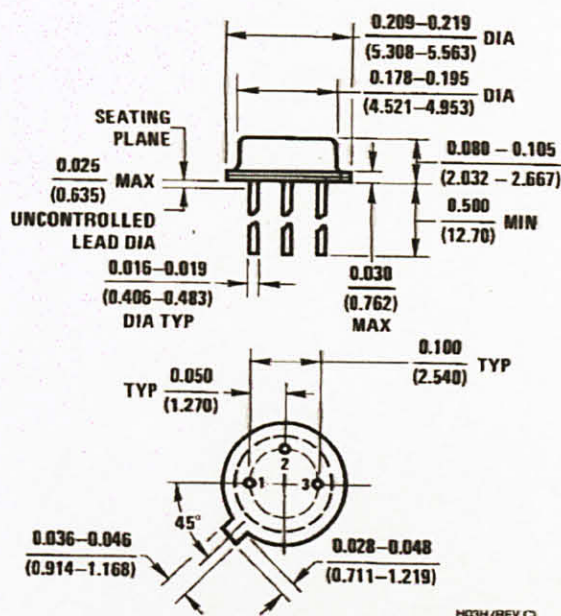 0.209–0.219 DIA
(5.308–5.563)
0.178–0.195 DIA
(4.521–4.953)
SEATING
PLANE
0.025 MAX
(0.635)
UNCONTROLLED
LEAD DIA
0.080 – 0.105
(2.032 – 2.667)
0.500 MIN
(12.70)
0.016–0.019
(0.406–0.483)
DIA TYP
0.030
(0.762)
MAX
0.100 TYP
(2.540)
TYP 0.050
(1.270)
2
1
3
45°
0.036–0.046
(0.914–1.168)
0.028–0.048
(0.711–1.219)
H03H (REV C)